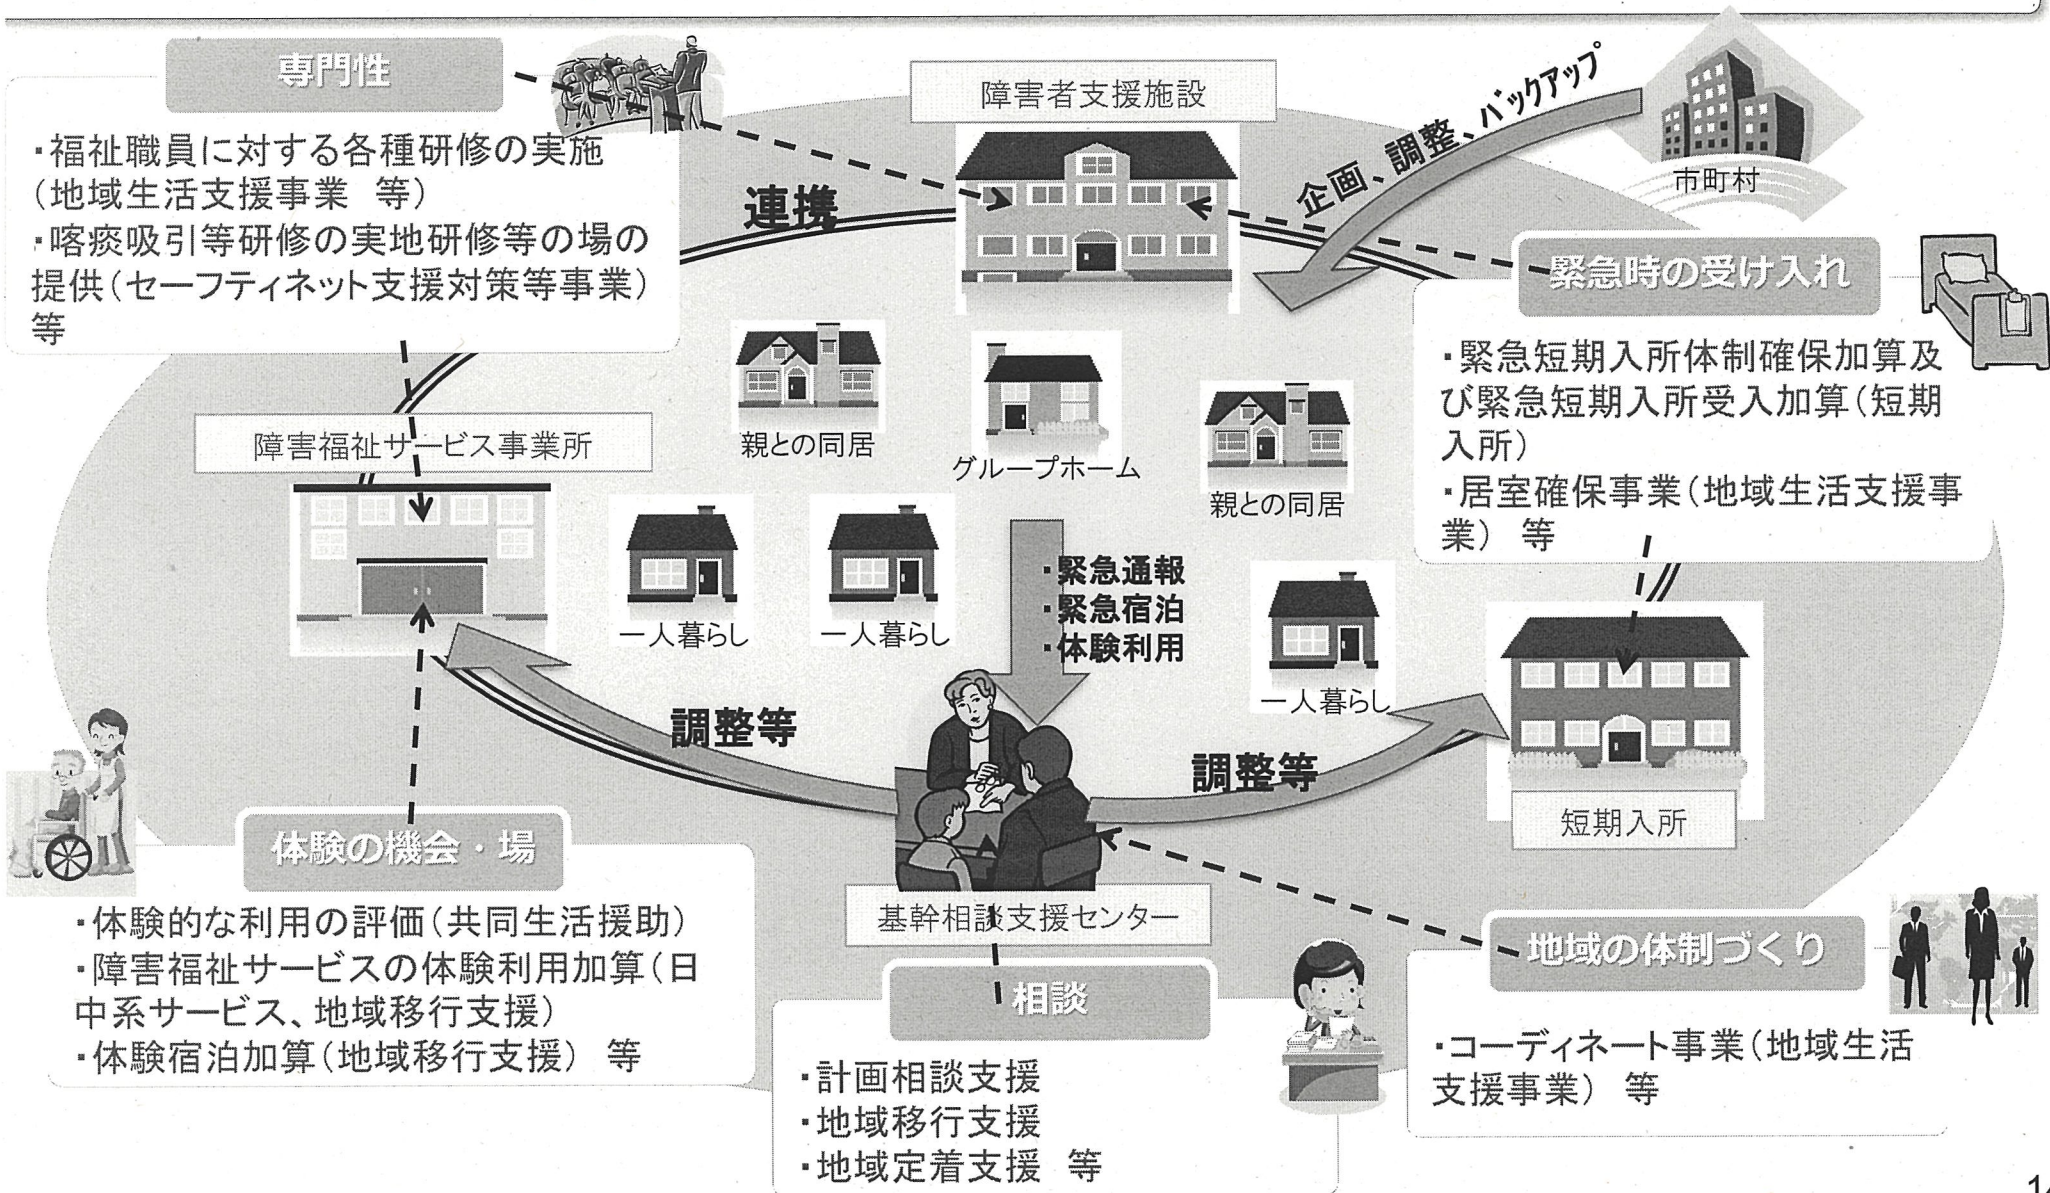 専門性
・福祉職員に対する各種研修の実施
(地域生活支援事業 等)
・喀痰吸引等研修の実地研修等の場の
提供(セーフティネット支援対策等事業)
等
障害者支援施設
連携
企画、調整、バックアップ
市町村
緊急時の受け入れ
・緊急短期入所体制確保加算及
び緊急短期入所受入加算(短期
入所)
・居室確保事業(地域生活支援事
業) 等
障害福祉サービス事業所
親との同居
グループホーム
親との同居
一人暮らし
一人暮らし
・緊急通報
・緊急宿泊
・体験利用
一人暮らし
調整等
調整等
短期入所
基幹相談支援センター
体験の機会・場
・体験的な利用の評価(共同生活援助)
・障害福祉サービスの体験利用加算(日
中系サービス、地域移行支援)
・体験宿泊加算(地域移行支援) 等
相談
・計画相談支援
・地域移行支援
・地域定着支援 等
地域の体制づくり
・コーディネート事業(地域生活
支援事業) 等